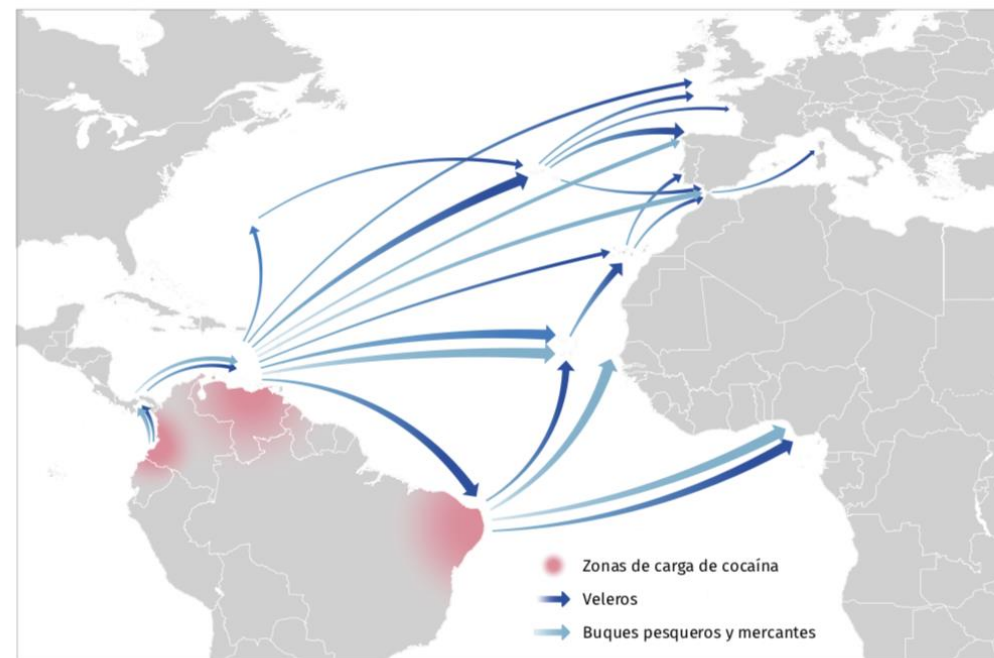 Zonas de carga de cocaína
Veleros
Buques pesqueros y mercantes